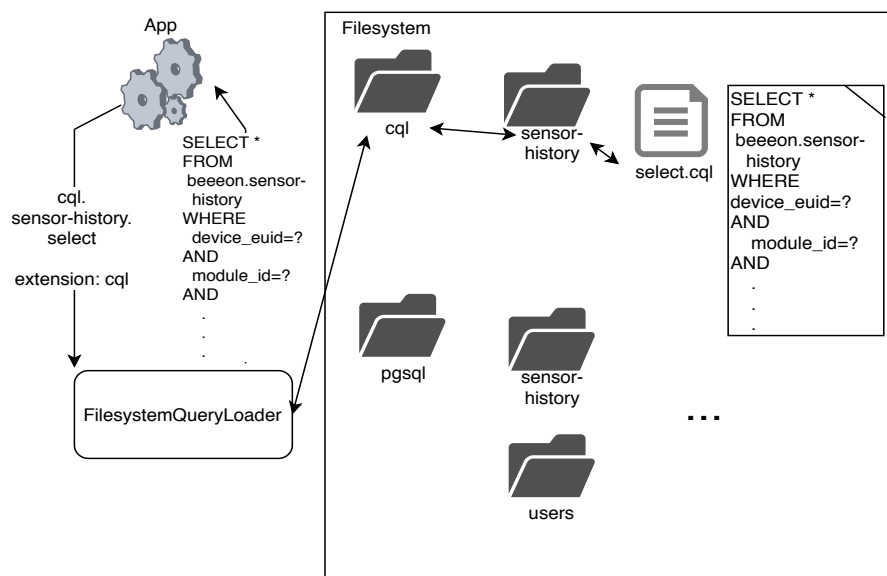 App
Filesystem
cql
sensor-
history
select.cql
SELECT *
FROM
beeeon.sensor-
history
WHERE
device_euid=?
AND
module_id=?
AND
.
.
.
SELECT *
FROM
beeeon.sensor-
history
WHERE
device_euid=?
AND
module_id=?
AND
.
.
.
.
cql.
sensor-history.
select
extension: cql
FilesystemQueryLoader
pgsql
sensor-
history
users
...